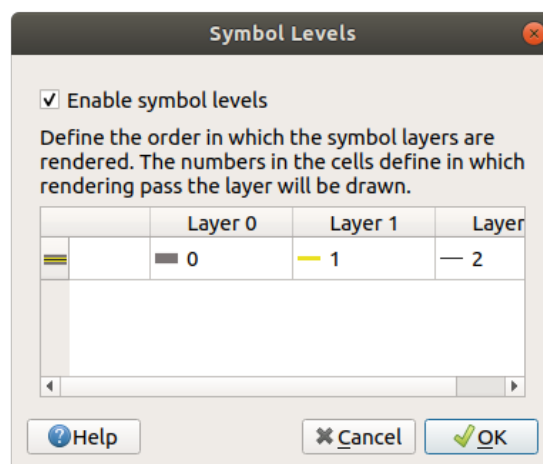 Symbol Levels
Enable symbol levels
Define the order in which the symbol layers are
rendered. The numbers in the cells define in which
rendering pass the layer will be drawn.
Layer 0 Layer 1 Layer
0 1 2
Help Cancel OK